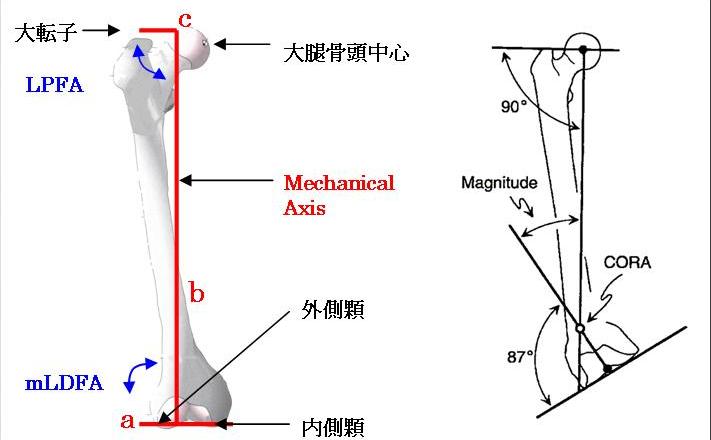 大転子
c
大腿骨頭中心
LPFA
Mechanical
Axis
b
外側顆
mLDFA
a
内側顆
90°
Magnitude
CORA
87°